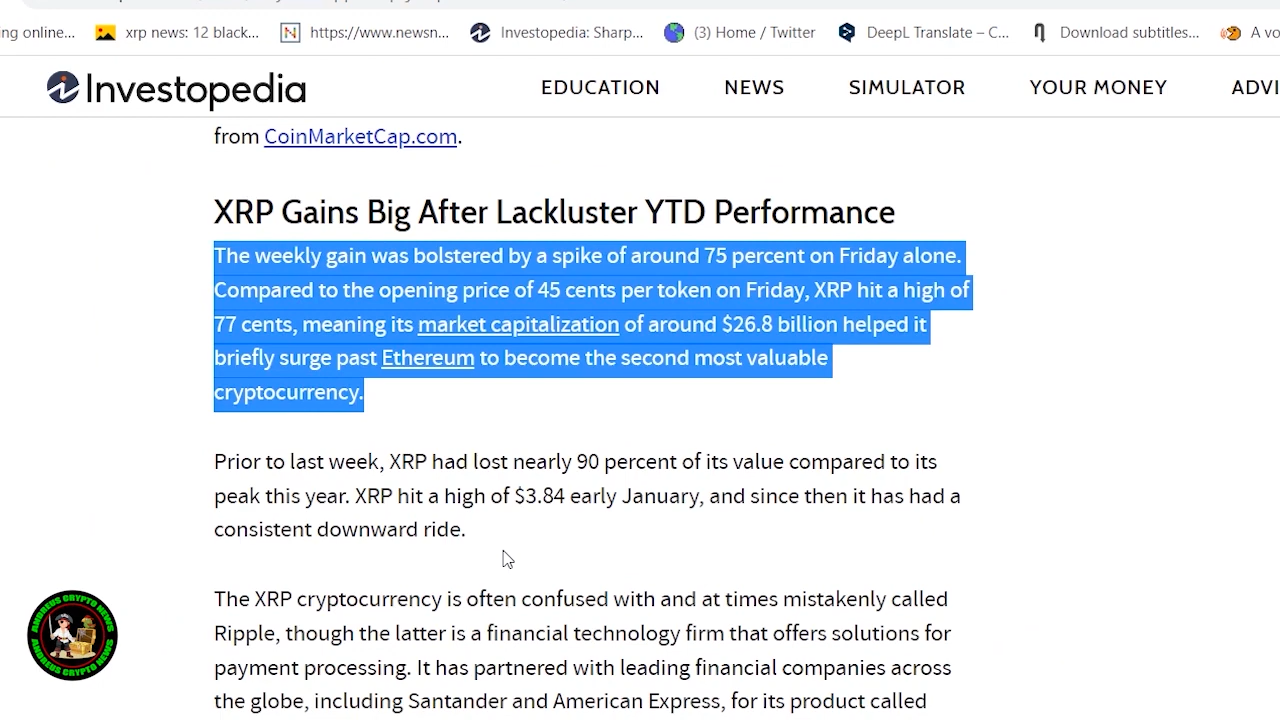 ing online... xrp news: 12 black... https://www.newsn... Investopedia: Sharp... (3) Home / Twitter DeepL Translate – C... Download subtitles... A vo
Investopedia EDUCATION NEWS SIMULATOR YOUR MONEY ADVI
from CoinMarketCap.com.
XRP Gains Big After Lackluster YTD Performance
The weekly gain was bolstered by a spike of around 75 percent on Friday alone.
Compared to the opening price of 45 cents per token on Friday, XRP hit a high of
77 cents, meaning its market capitalization of around $26.8 billion helped it
briefly surge past Ethereum to become the second most valuable
cryptocurrency.
Prior to last week, XRP had lost nearly 90 percent of its value compared to its
peak this year. XRP hit a high of $3.84 early January, and since then it has had a
consistent downward ride.
The XRP cryptocurrency is often confused with and at times mistakenly called
Ripple, though the latter is a financial technology firm that offers solutions for
payment processing. It has partnered with leading financial companies across
the globe, including Santander and American Express, for its product called
ANDREUS CRYPTO NEWS
ANDREUS CRYPTO NEWS